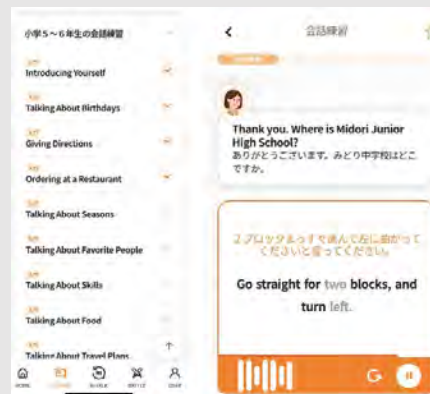 小学5～6年生の会話練習
Introducing Yourself
Talking About Birthdays
Giving Directions
Ordering at a Restaurant
Talking About Seasons
Talking About Favorite People
Talking About Skills
Talking About Food
Talking About Travel Plans
会話練習
Thank you. Where is Midori Junior
High School?
ありがとうございます。みどり中学校はどこ
ですか。
2ブロックまっすぐ進んで左に曲がって
くださいと言ってください。
Go straight for two blocks, and
turn left.